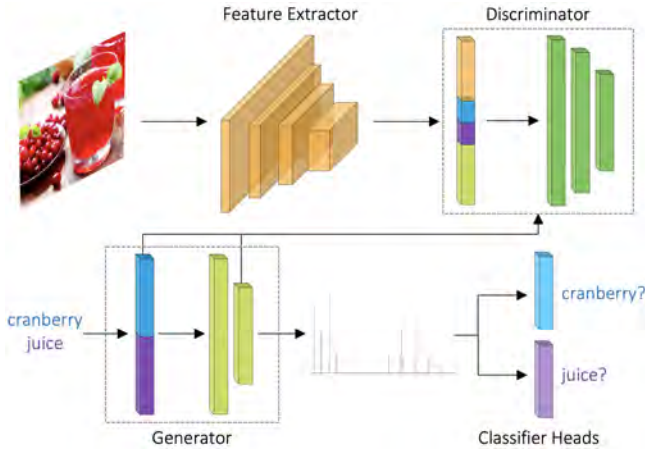 Feature Extractor
Discriminator
cranberry
juice
cranberry?
juice?
Generator
Classifier Heads